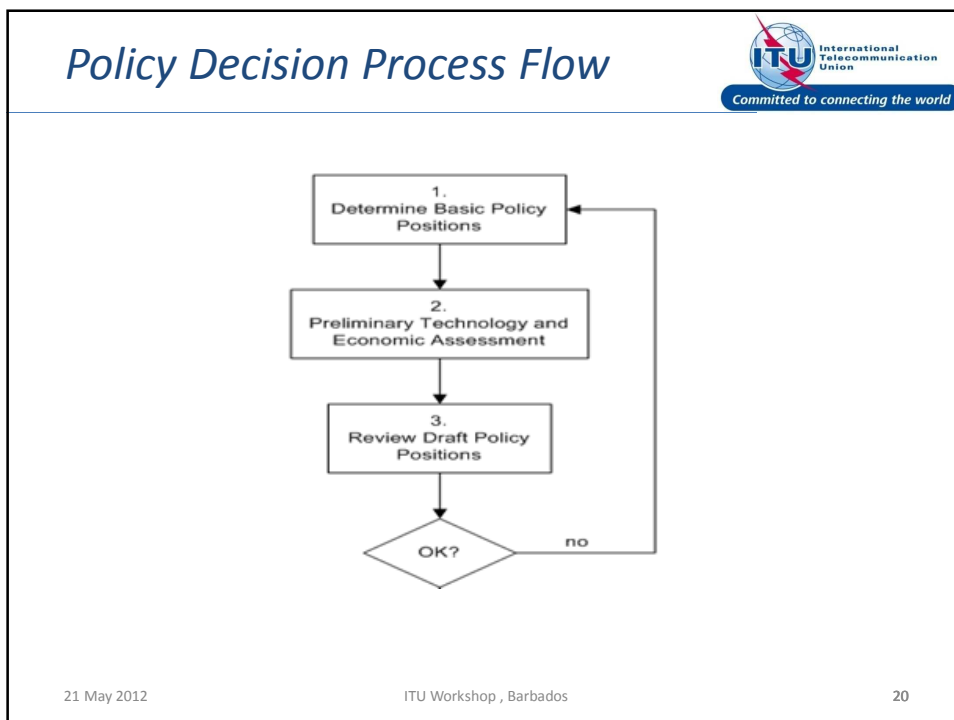 Policy Decision Process Flow
ITU
International
Telecommunication
Union
Committed to connecting the world
1.
Determine Basic Policy
Positions
2.
Preliminary Technology and
Economic Assessment
3.
Review Draft Policy
Positions
OK?
no
21 May 2012
ITU Workshop , Barbados
20